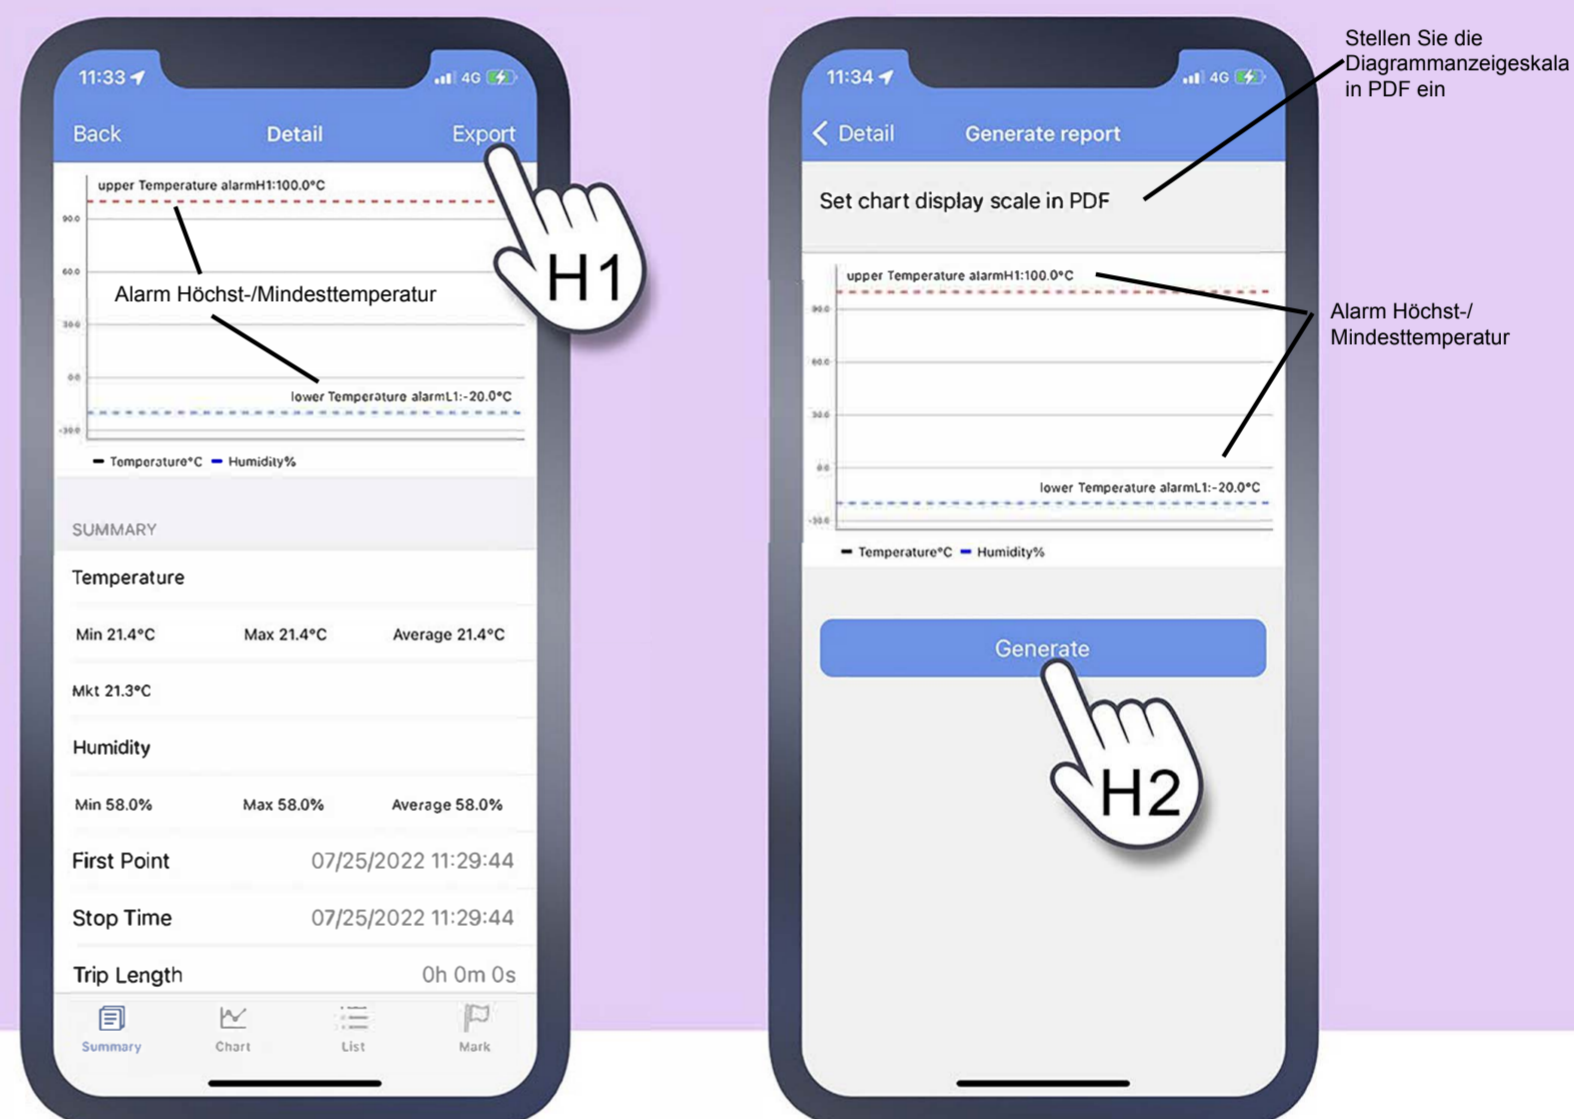 11:33
4G
Back
Detail
Export
upper Temperature alarmH1:100.0°C
90.0
60.0
Alarm Höchst-/Mindesttemperatur
30.0
0.0
lower Temperature alarmL1:-20.0°C
-30.0
Temperature°C
Humidity%
SUMMARY
Temperature
Min 21.4°C
Max 21.4°C
Average 21.4°C
Mkt 21.3°C
Humidity
Min 58.0%
Max 58.0%
Average 58.0%
First Point
07/25/2022 11:29:44
Stop Time
07/25/2022 11:29:44
Trip Length
0h 0m 0s
Summary
Chart
List
Mark
H1
11:34
4G
Detail
Generate report
Set chart display scale in PDF
upper Temperature alarmH1:100.0°C
90.0
60.0
30.0
0.0
lower Temperature alarmL1:-20.0°C
-30.0
Temperature°C
Humidity%
Generate
H2
Stellen Sie die
Diagrammanzeigeskala
in PDF ein
Alarm Höchst-/
Mindesttemperatur